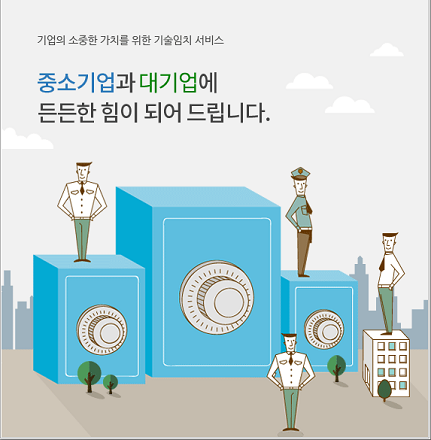 기업의 소중한 가치를 위한 기술임치 서비스
중소기업과 대기업에
든든한 힘이 되어 드립니다.